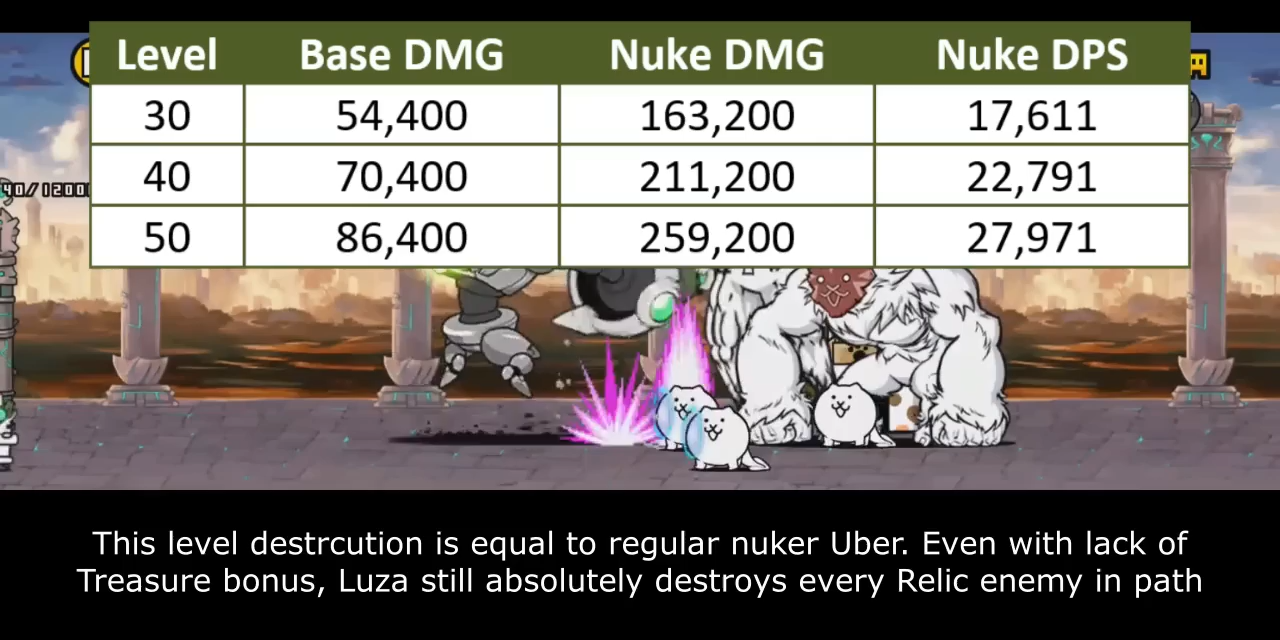 Level Base DMG Nuke DMG Nuke DPS
30 54,400 163,200 17,611
40 70,400 211,200 22,791
50 86,400 259,200 27,971
This level destrcution is equal to regular nuker Uber. Even with lack of
Treasure bonus, Luza still absolutely destroys every Relic enemy in path